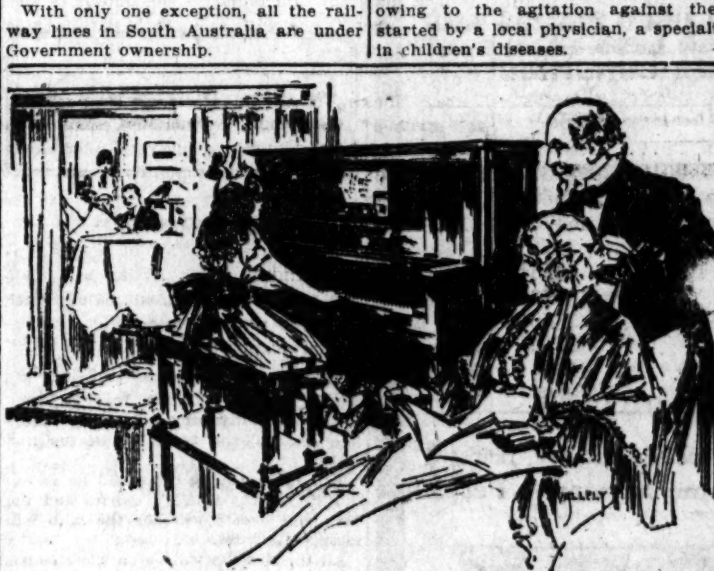 With only one exception, all the rail-
way lines in South Australia are under
Government ownership.
owing to the agitation against the
started by a local physician, a specialt
in children's diseases.